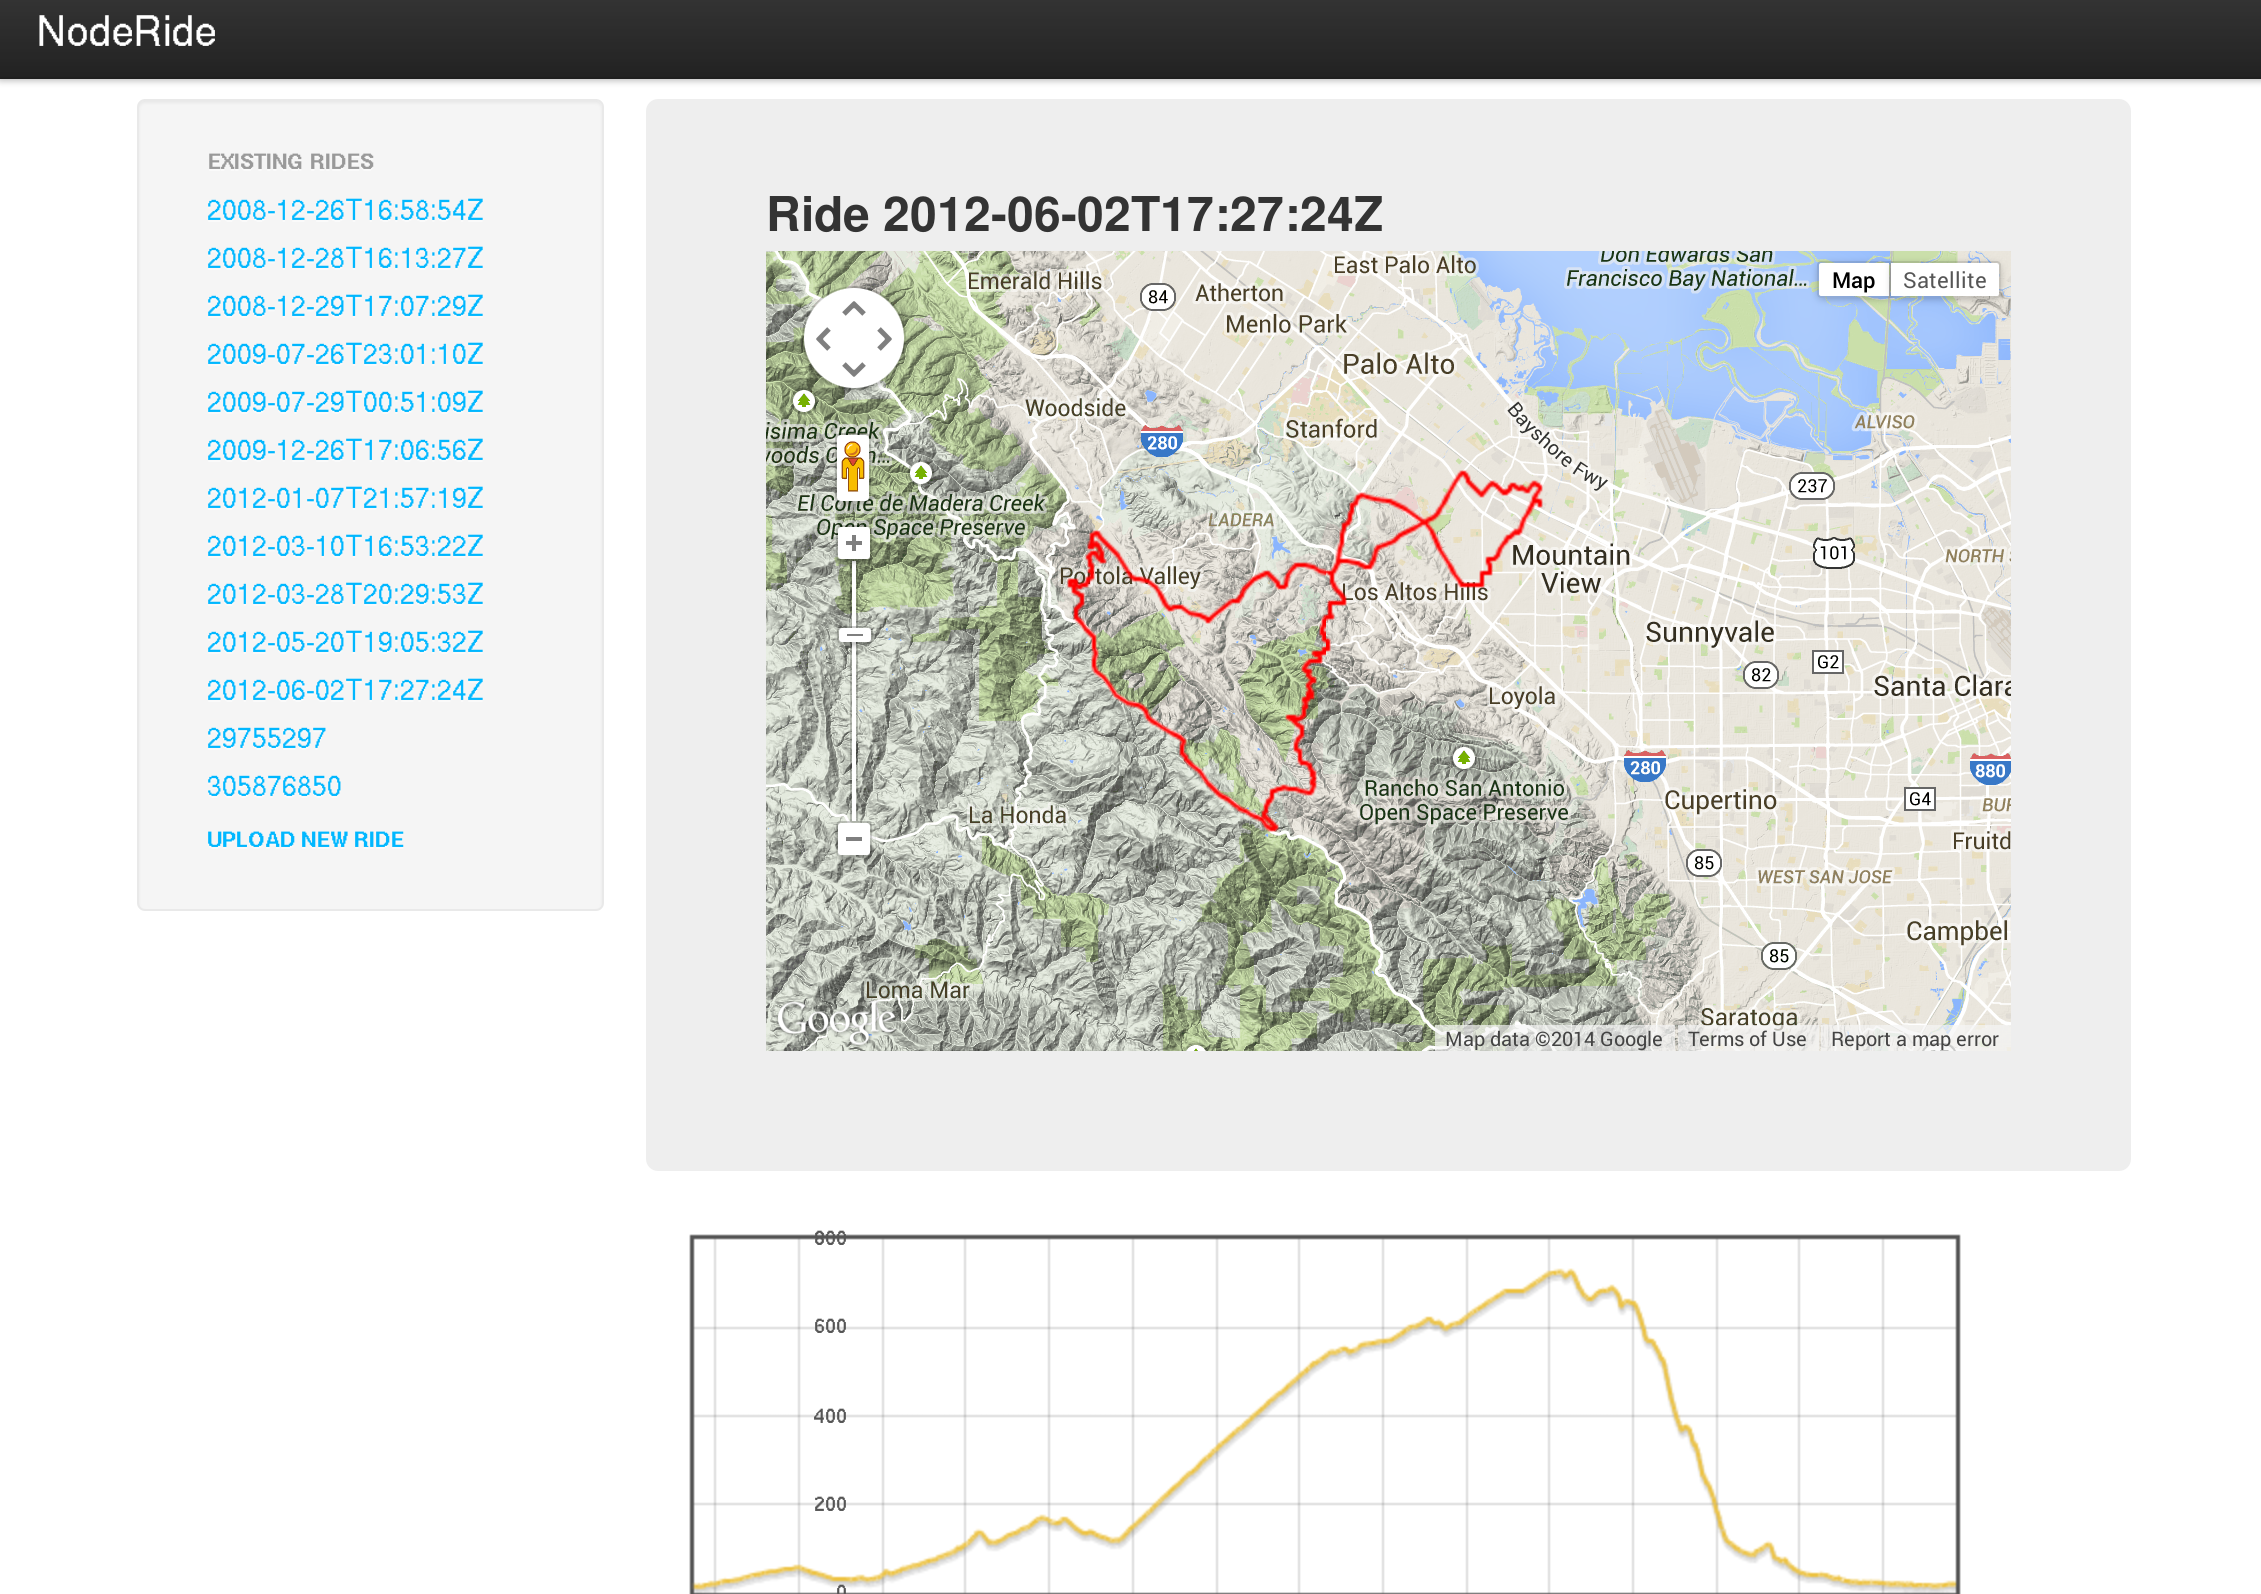 NodeRide
EXISTING RIDES
2008-12-26T16:58:54Z
2008-12-28T16:13:27Z
2008-12-29T17:07:29Z
2009-07-26T23:01:10Z
2009-07-29T00:51:09Z
2009-12-26T17:06:56Z
2012-01-07T21:57:19Z
2012-03-10T16:53:22Z
2012-03-28T20:29:53Z
2012-05-20T19:05:32Z
2012-06-02T17:27:24Z
29755297
305876850
UPLOAD NEW RIDE
Ride 2012-06-02T17:27:24Z
Don Edwards San
Francisco Bay National...
Map Satellite
East Palo Alto
Emerald Hills
84
Atherton
Menlo Park
Palo Alto
Woodside
Stanford
280
Bayshore Fwy
ALVISO
isima Creek
El Corte de Madera Creek
Open Space Preserve
LADERA
237
101
NORTH
Mountain
View
Portola Valley
Los Altos Hills
Sunnyvale
G2
82
Santa Clara
Loyola
280
880
Rancho San Antonio
Open Space Preserve
Cupertino
G4
BUR
La Honda
Fruitd
85
WEST SAN JOSE
Campbel
85
Loma Mar
Saratoga
Google
Map data ©2014 Google Terms of Use Report a map error
800
600
400
200
0